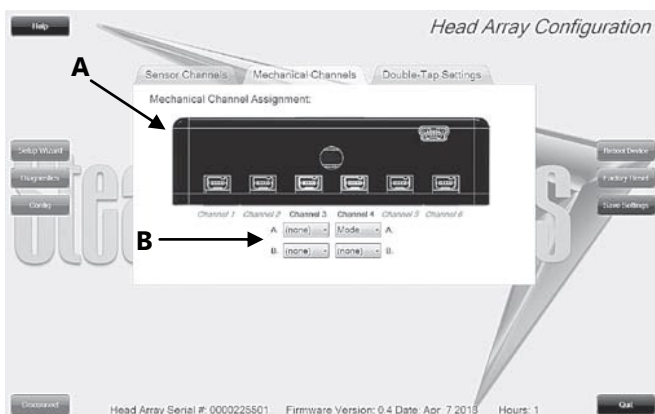 Help
Head Array Configuration
A
Sensor Channels Mechanical Channels Double-Tap Settings
Mechanical Channel Assignment:
Setup Wizard
Diagnostics
Config
Reboot Device
Factory Reset
Save Settings
Channel 1 Channel 2 Channel 3 Channel 4 Channel 5 Channel 6
B
A. (none) Mode A.
B. (none) (none) B.
Discovered
Head Array Serial #: 0000225501 Firmware Version: 0.4 Date: Apr 7 2018 Hours: 1
Quit